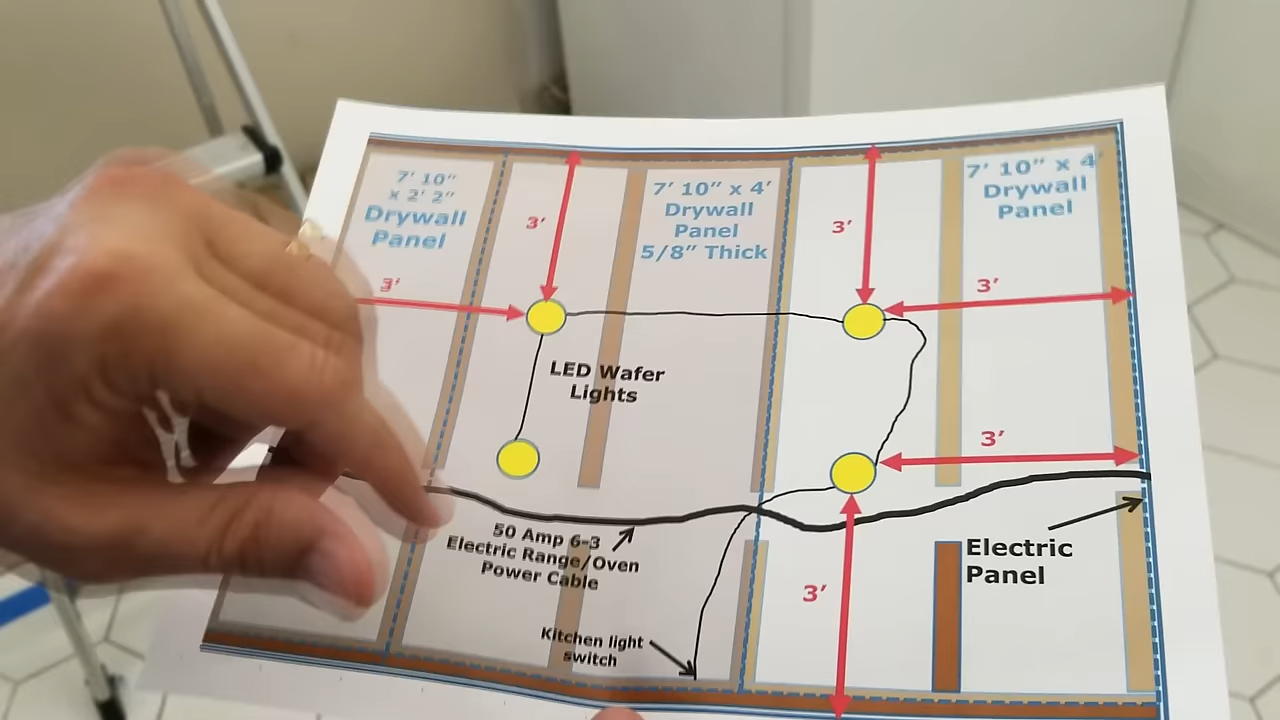 7' 10"
x 2' 2"
Drywall
Panel
7' 10" x 4'
Drywall
Panel
5/8" Thick
7' 10" x 4'
Drywall
Panel
3'
3'
3'
3'
LED Wafer
Lights
3'
50 Amp 6-3
Electric Range/Oven
Power Cable
Electric
Panel
3'
Kitchen light
switch